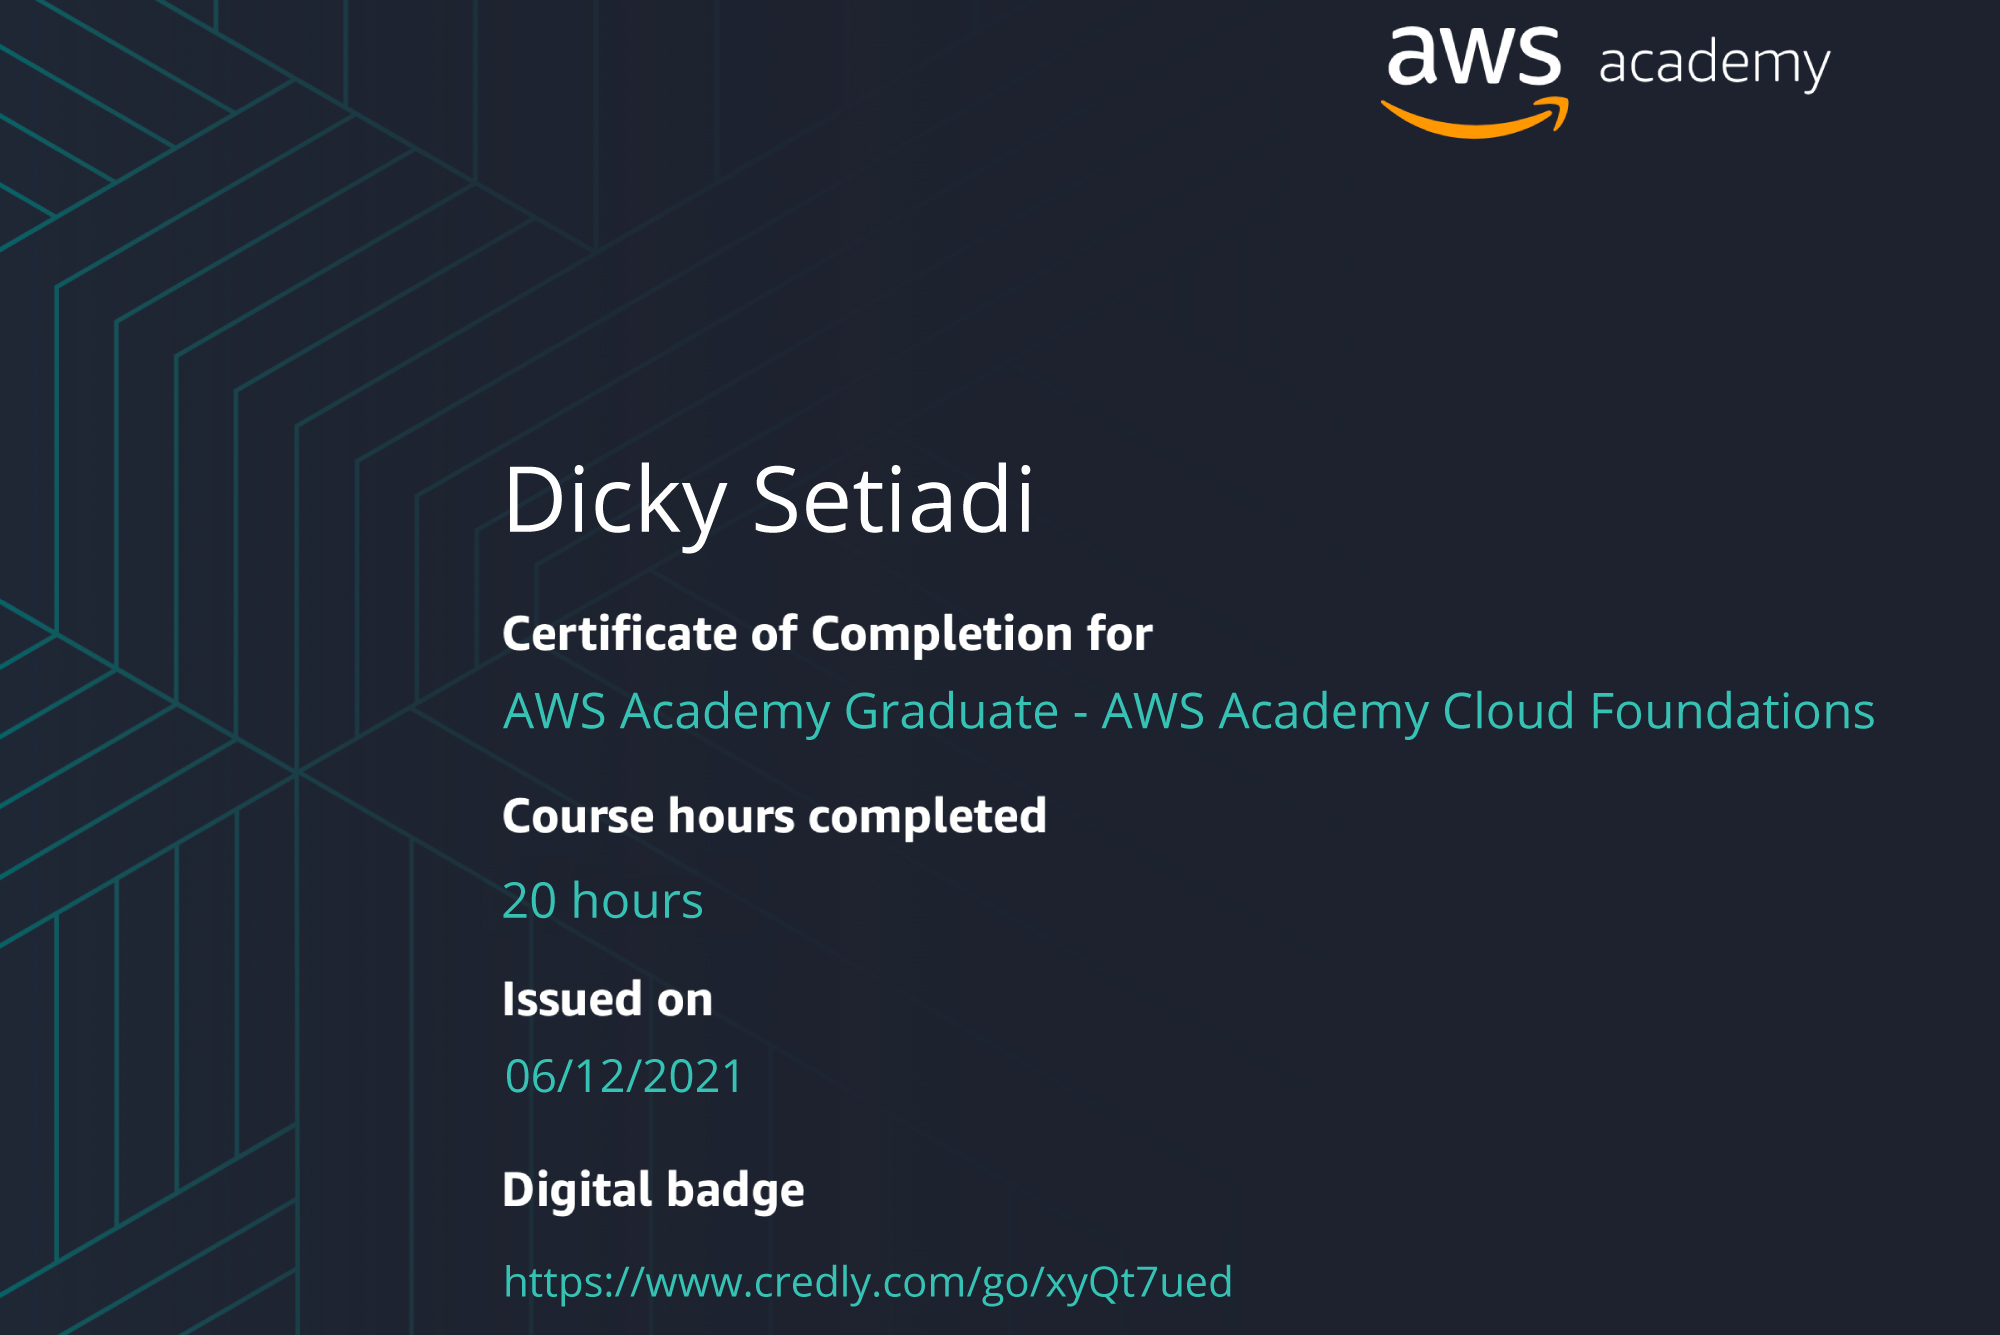 aws academy
Dicky Setiadi
Certificate of Completion for
AWS Academy Graduate - AWS Academy Cloud Foundations
Course hours completed
20 hours
Issued on
06/12/2021
Digital badge
https://www.credly.com/go/xyQt7ued